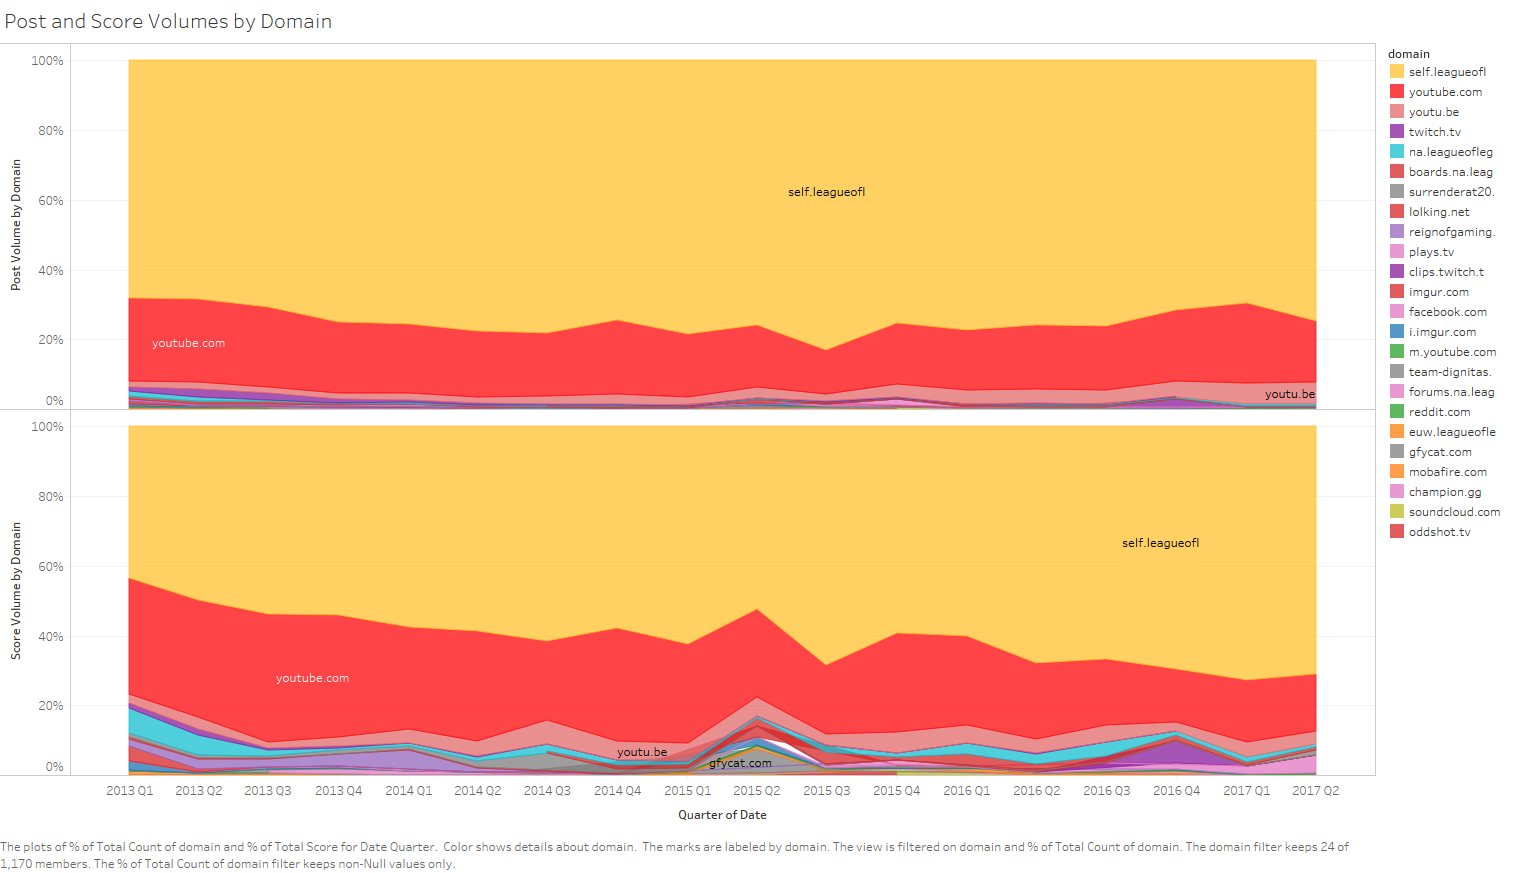 Post and Score Volumes by Domain
100%
80%
60%
40%
20%
0%
Post Volume by Domain
self.leagueofl
youtube.com
youtu.be
100%
80%
60%
40%
20%
0%
Score Volume by Domain
self.leagueofl
youtube.com
youtu.be
gfycat.com
2013 Q1 2013 Q2 2013 Q3 2013 Q4 2014 Q1 2014 Q2 2014 Q3 2014 Q4 2015 Q1 2015 Q2 2015 Q3 2015 Q4 2016 Q1 2016 Q2 2016 Q3 2016 Q4 2017 Q1 2017 Q2
Quarter of Date
domain
self.leagueofl
youtube.com
youtu.be
twitch.tv
na.leagueofleg
boards.na.leag
surrenderat20.
lolking.net
reignofgaming.
plays.tv
clips.twitch.t
imgur.com
facebook.com
i.imgur.com
m.youtube.com
team-dignitas.
forums.na.leag
reddit.com
euw.leagueofle
gfycat.com
mobafire.com
champion.gg
soundcloud.com
oddshot.tv
The plots of % of Total Count of domain and % of Total Score for Date Quarter. Color shows details about domain. The marks are labeled by domain. The view is filtered on domain and % of Total Count of domain. The domain filter keeps 24 of
1,170 members. The % of Total Count of domain filter keeps non-Null values only.